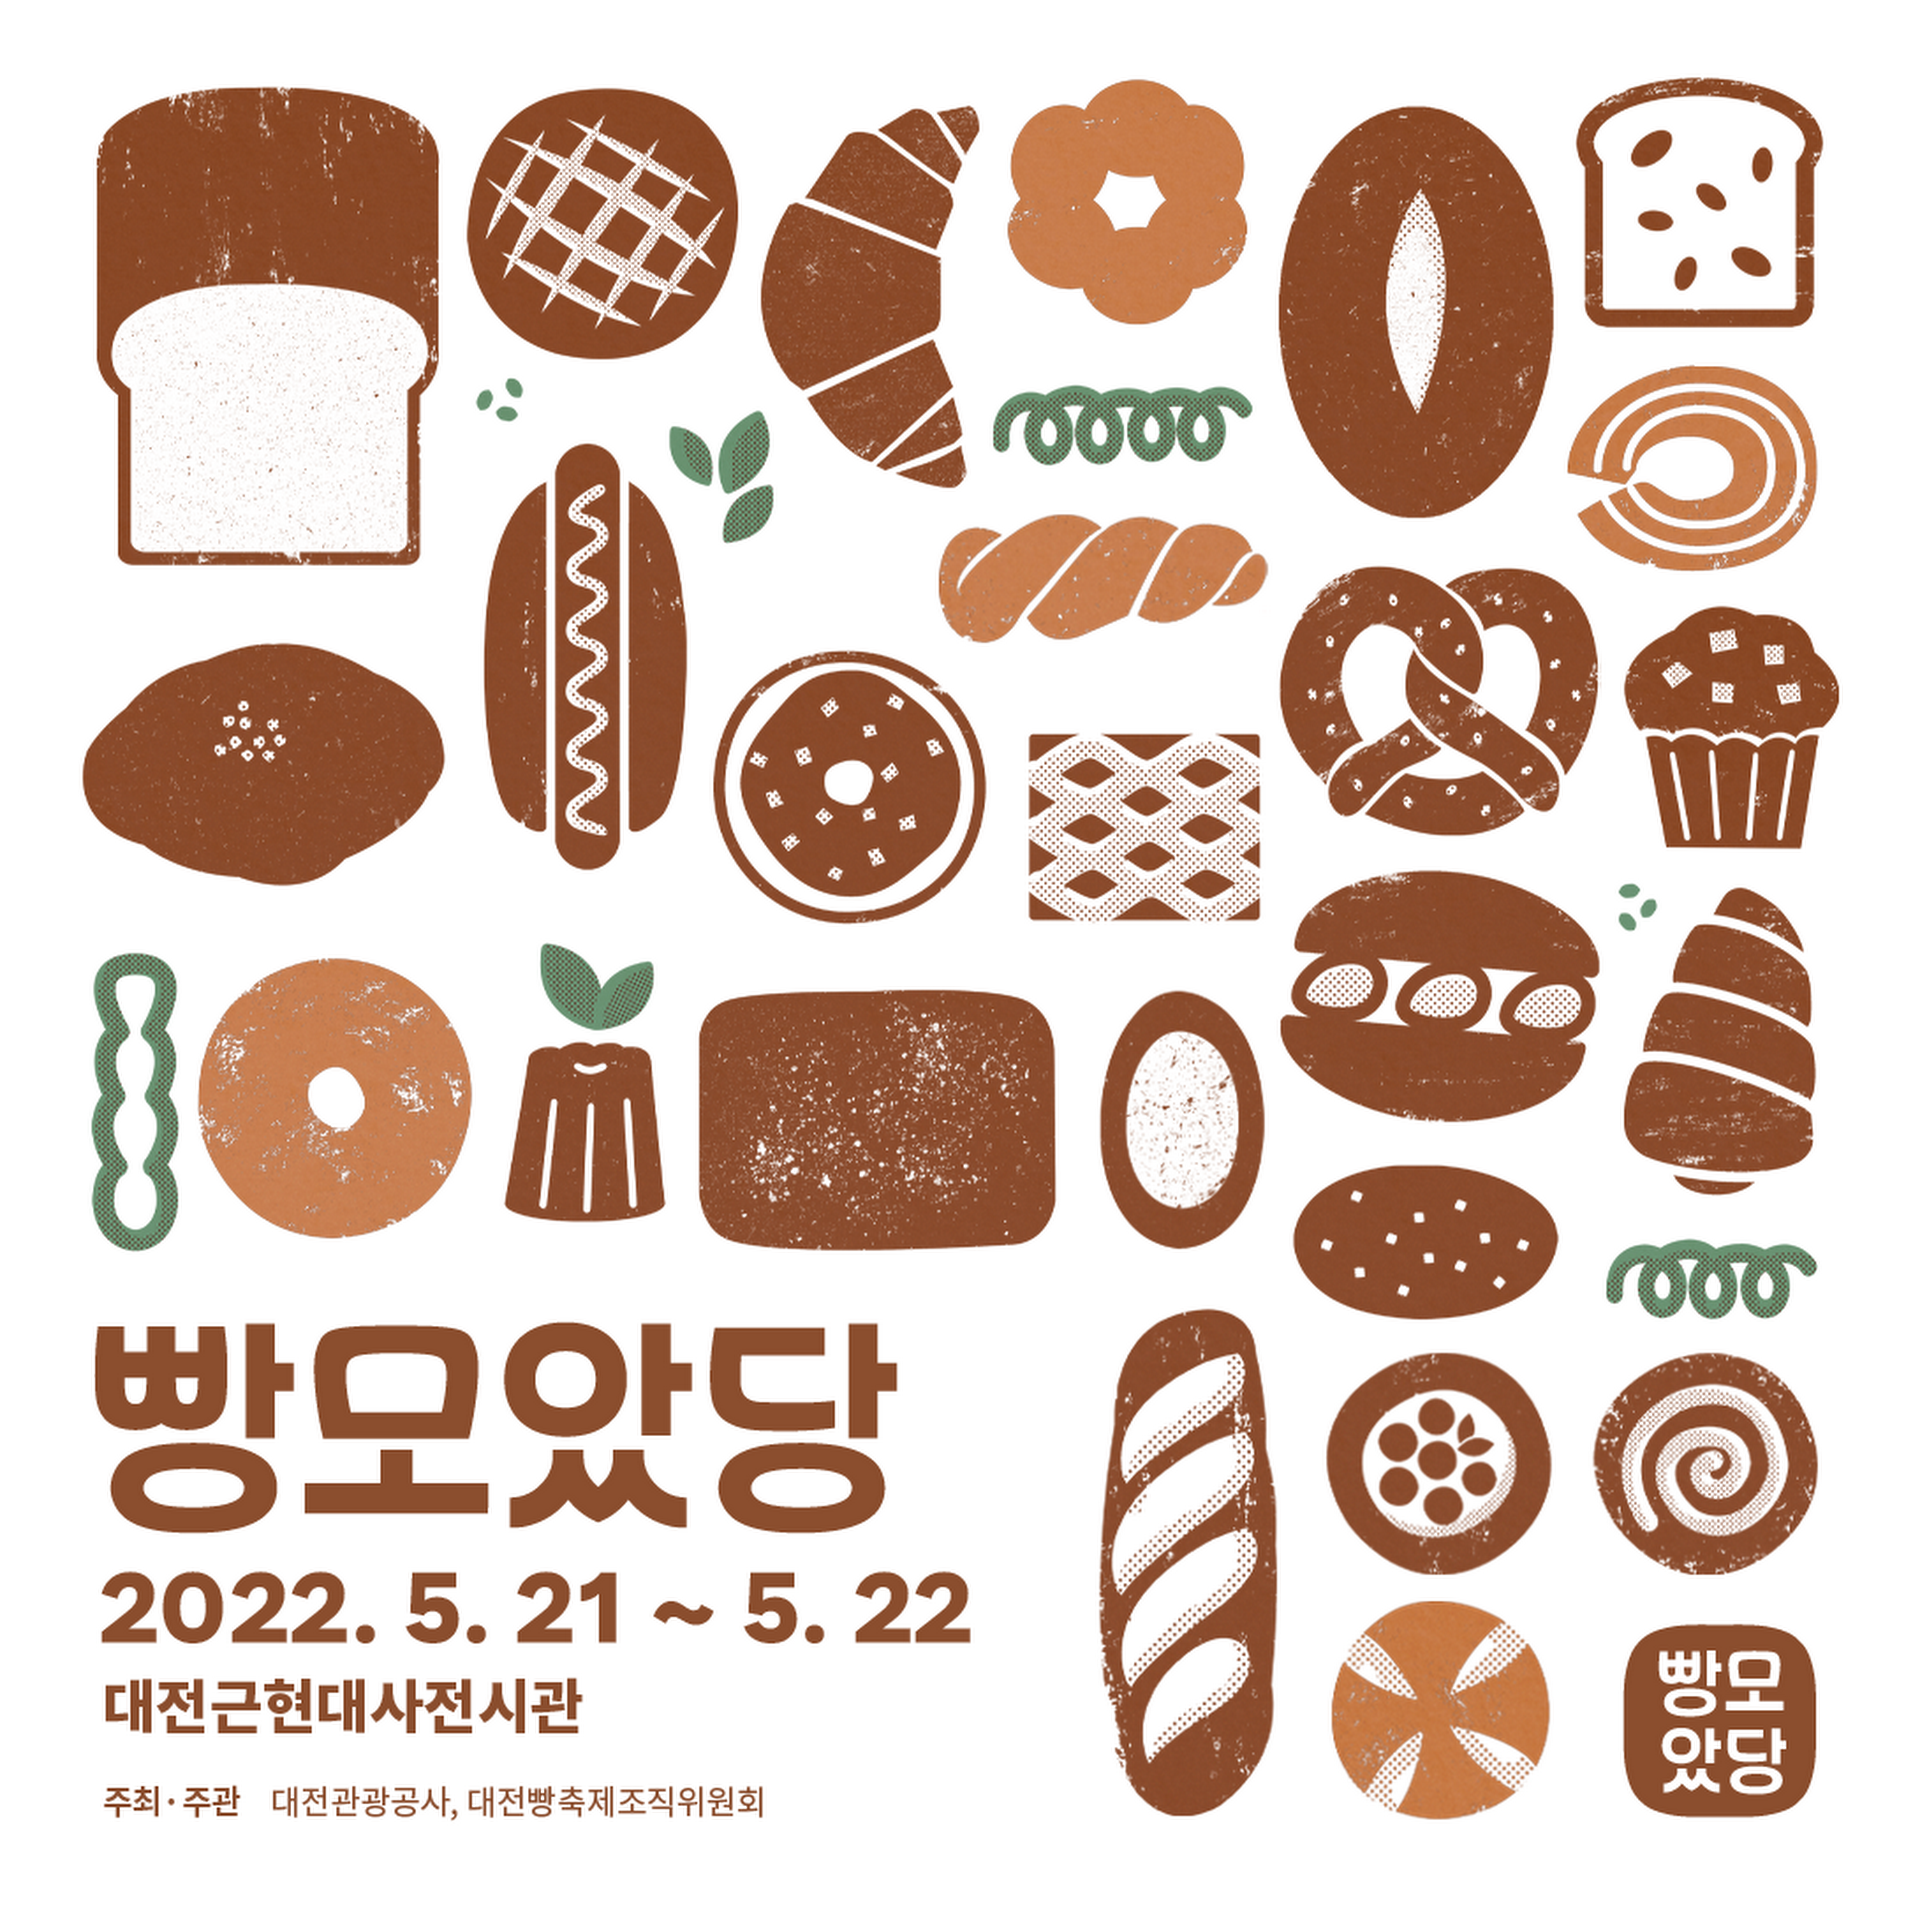 빵모았당
2022. 5. 21 ~ 5. 22
대전근현대사전시관
주최·주관 대전관광공사, 대전빵축제조직위원회
빵모
았당